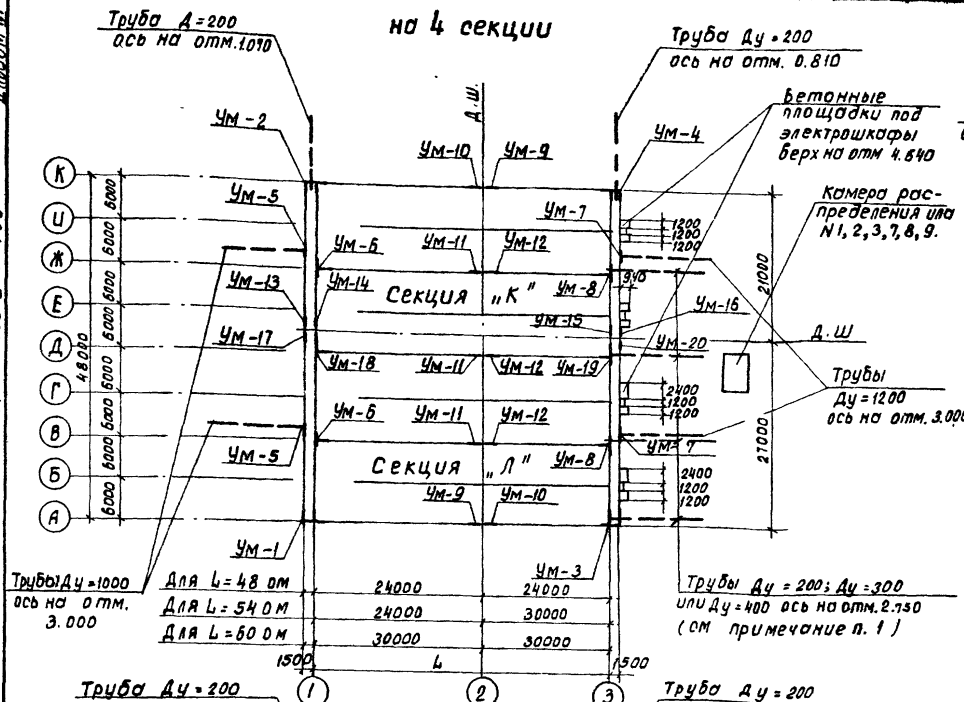 на 4 секции
Труба Д=200
ось на отм.1.090
Труба Ду=200
ось на отм. 0.810
Бетонные
площадки под
электрошкафы
верх на отм 4.640
Камера рас-
пределения ила
N1, 2, 3, 7, 8, 9.
Д.Ш.
Ум-2
Ум-10
Ум-9
Ум-4
К
И
Ж
Е
Д
Г
В
Б
А
6000
6000
6000
6000
6000
6000
6000
6000
48000
Ум-5
Ум-7
1200
1200
1200
Ум-6
Ум-11
Ум-12
Ум-8
940
21000
Ум-13
Ум-14
Секция „К"
Ум-15
Ум-16
Ум-17
Д.Ш
Ум-20
Ум-18
Ум-11
Ум-12
Ум-19
2400
1200
1200
Трубы
Ду=1200
ось на отм. 3.000
Ум-6
Ум-11
Ум-12
Ум-5
Секция „Л"
Ум-8
Ум-7
27000
2400
1200
1200
Ум-9
Ум-10
Ум-1
Ум-3
Трубы Ду=1000
ось на отм.
3.000
Для L=48.0м
24000
24000
Для L=54.0м
24000
30000
Для L=60.0м
30000
30000
Трубы Ду=200; Ду=300
или Ду=400 ось на отм. 2.750
(см примечание п. 1)
1500
L
1500
1
2
3
Труба Ду=200
Труба Ду=200